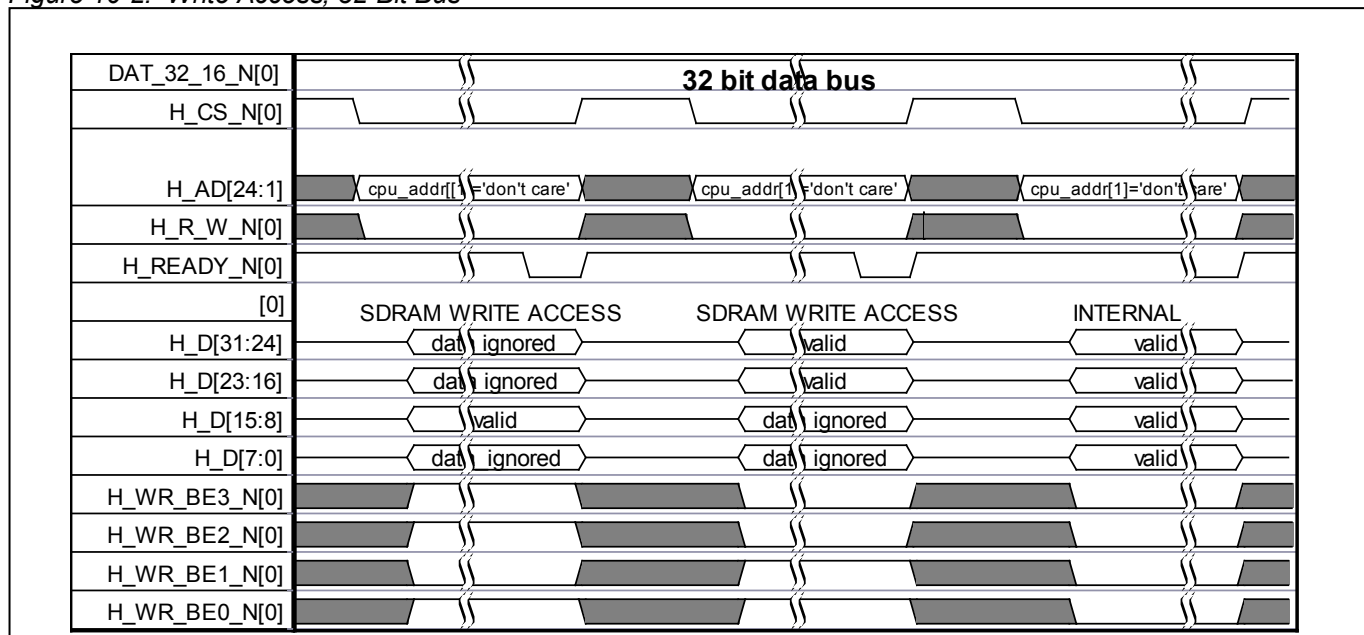 Figure 10-2. Write Access, 32 Bit Bus
DAT_32_16_N[0]
32 bit data bus
H_CS_N[0]
H_AD[24:1] cpu_addr[[1]='don't care' cpu_addr[1]='don't care' cpu_addr[1]='don't care'
H_R_W_N[0]
H_READY_N[0]
[0] SDRAM WRITE ACCESS SDRAM WRITE ACCESS INTERNAL
H_D[31:24] data ignored valid valid
H_D[23:16] data ignored valid valid
H_D[15:8] valid data ignored valid
H_D[7:0] data_ignored data ignored valid
H_WR_BE3_N[0]
H_WR_BE2_N[0]
H_WR_BE1_N[0]
H_WR_BE0_N[0]